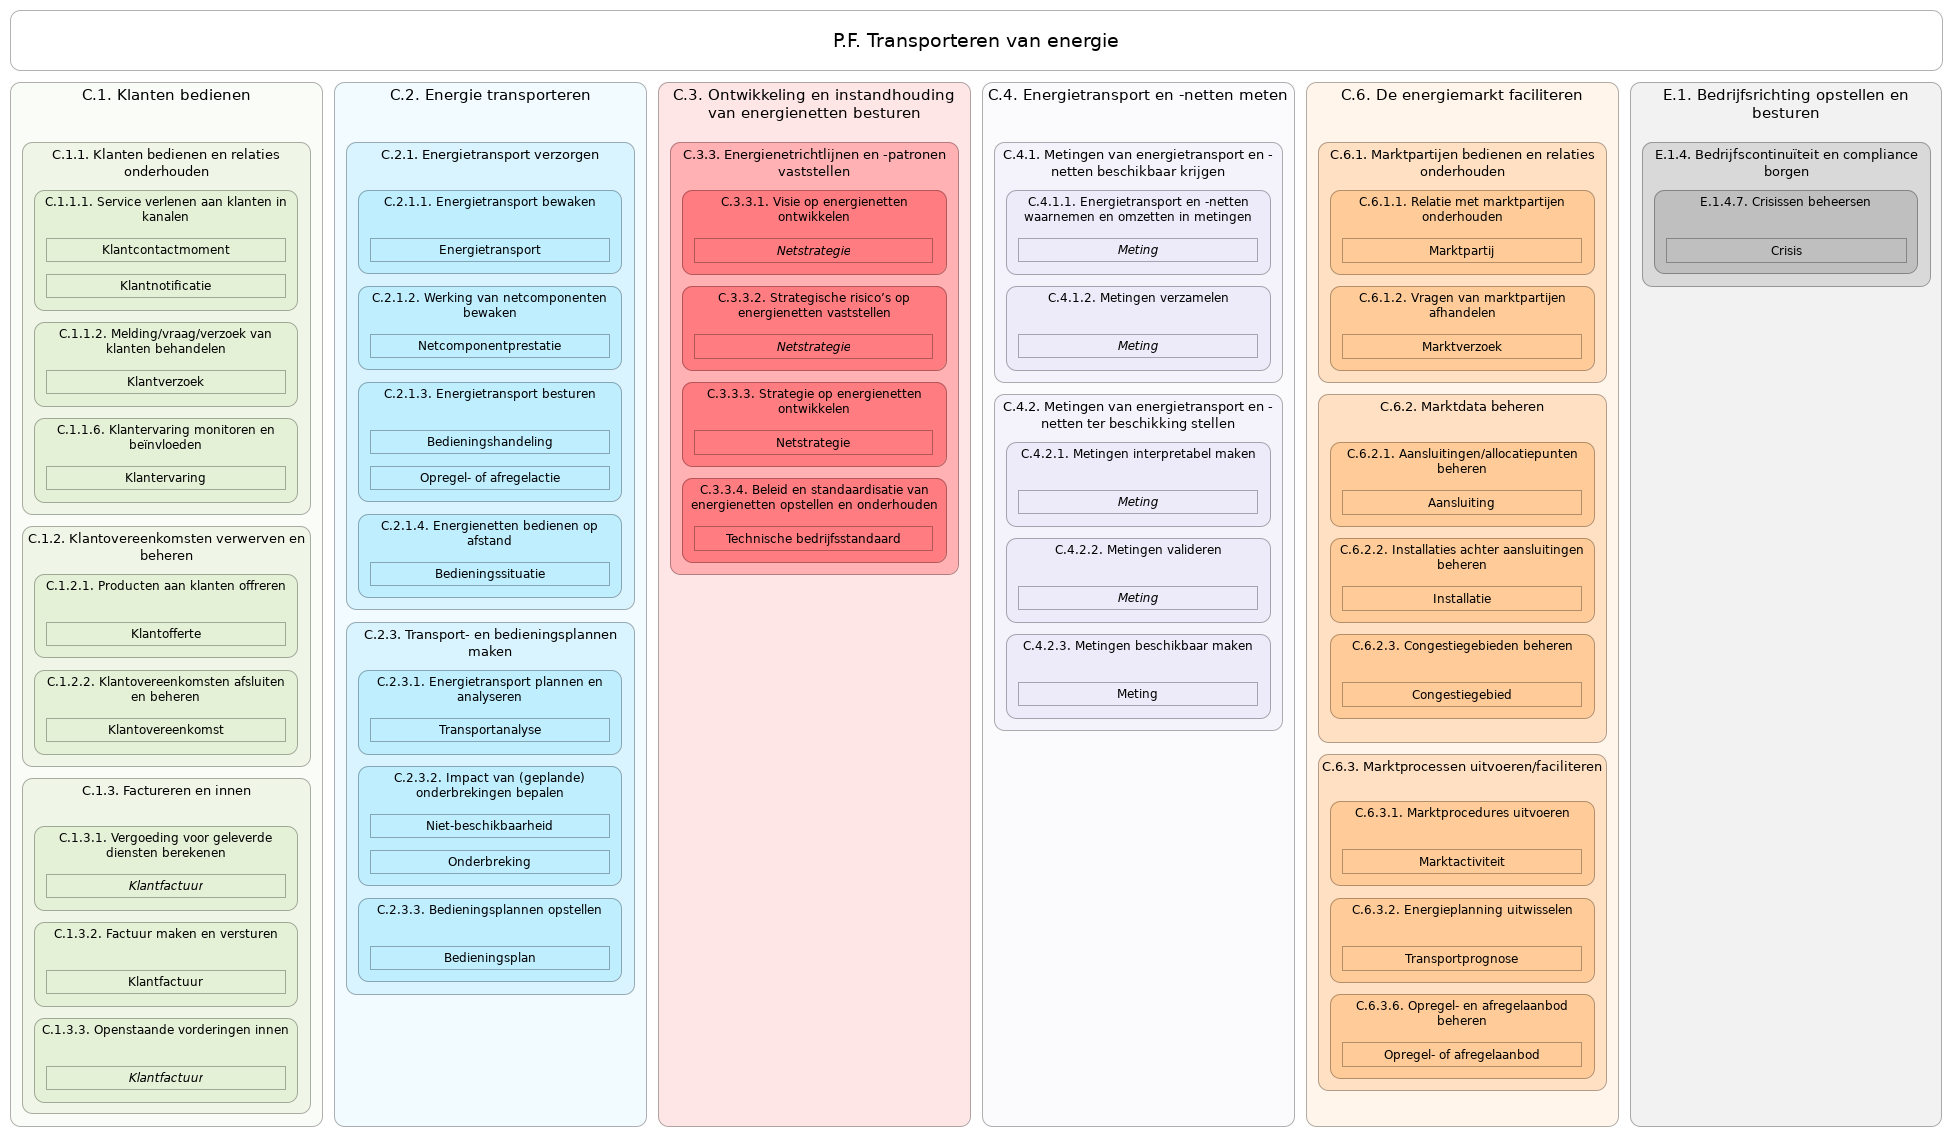 P.F. Transporteren van energie
C.1. Klanten bedienen
C.1.1. Klanten bedienen en relaties
onderhouden
C.1.1.1. Service verlenen aan klanten in
kanalen
Klantcontactmoment
Klantnotificatie
C.1.1.2. Melding/vraag/verzoek van
klanten behandelen
Klantverzoek
C.1.1.6. Klantervaring monitoren en
beïnvloeden
Klantervaring
C.1.2. Klantovereenkomsten verwerven en
beheren
C.1.2.1. Producten aan klanten offreren
Klantofferte
C.1.2.2. Klantovereenkomsten afsluiten
en beheren
Klantovereenkomst
C.1.3. Factureren en innen
C.1.3.1. Vergoeding voor geleverde
diensten berekenen
Klantfactuur
C.1.3.2. Factuur maken en versturen
Klantfactuur
C.1.3.3. Openstaande vorderingen innen
Klantfactuur
C.2. Energie transporteren
C.2.1. Energietransport verzorgen
C.2.1.1. Energietransport bewaken
Energietransport
C.2.1.2. Werking van netcomponenten
bewaken
Netcomponentprestatie
C.2.1.3. Energietransport besturen
Bedieningshandeling
Opregel- of afregelactie
C.2.1.4. Energienetten bedienen op
afstand
Bedieningssituatie
C.2.3. Transport- en bedieningsplannen
maken
C.2.3.1. Energietransport plannen en
analyseren
Transportanalyse
C.2.3.2. Impact van (geplande)
onderbrekingen bepalen
Niet-beschikbaarheid
Onderbreking
C.2.3.3. Bedieningsplannen opstellen
Bedieningsplan
C.3. Ontwikkeling en instandhouding
van energienetten besturen
C.3.3. Energienetrichtlijnen en -patronen
vaststellen
C.3.3.1. Visie op energienetten
ontwikkelen
Netstrategie
C.3.3.2. Strategische risico’s op
energienetten vaststellen
Netstrategie
C.3.3.3. Strategie op energienetten
ontwikkelen
Netstrategie
C.3.3.4. Beleid en standaardisatie van
energienetten opstellen en onderhouden
Technische bedrijfsstandaard
C.4. Energietransport en -netten meten
C.4.1. Metingen van energietransport en -
netten beschikbaar krijgen
C.4.1.1. Energietransport en -netten
waarnemen en omzetten in metingen
Meting
C.4.1.2. Metingen verzamelen
Meting
C.4.2. Metingen van energietransport en -
netten ter beschikking stellen
C.4.2.1. Metingen interpretabel maken
Meting
C.4.2.2. Metingen valideren
Meting
C.4.2.3. Metingen beschikbaar maken
Meting
C.6. De energiemarkt faciliteren
C.6.1. Marktpartijen bedienen en relaties
onderhouden
C.6.1.1. Relatie met marktpartijen
onderhouden
Marktpartij
C.6.1.2. Vragen van marktpartijen
afhandelen
Marktverzoek
C.6.2. Marktdata beheren
C.6.2.1. Aansluitingen/allocatiepunten
beheren
Aansluiting
C.6.2.2. Installaties achter aansluitingen
beheren
Installatie
C.6.2.3. Congestiegebieden beheren
Congestiegebied
C.6.3. Marktprocessen uitvoeren/faciliteren
C.6.3.1. Marktprocedures uitvoeren
Marktactiviteit
C.6.3.2. Energieplanning uitwisselen
Transportprognose
C.6.3.6. Opregel- en afregelaanbod
beheren
Opregel- of afregelaanbod
E.1. Bedrijfsrichting opstellen en
besturen
E.1.4. Bedrijfscontinuïteit en compliance
borgen
E.1.4.7. Crisissen beheersen
Crisis